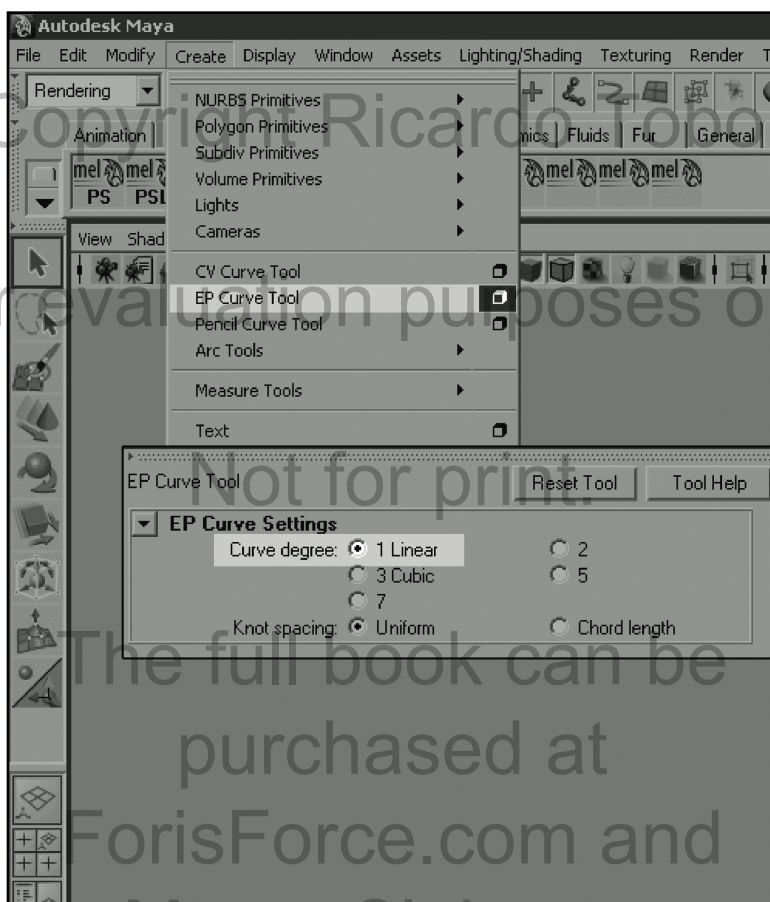 Autodesk Maya
File Edit Modify Create Display Window Assets Lighting/Shading Texturing Render T
Rendering
NURBS Primitives
Copyright Ricardo Tobo
Animation
Polygon Primitives
mics Fluids Fur General
Subdiv Primitives
mel mel
Volume Primitives
mel mel mel
PS PSL
Lights
View Shad
Cameras
CV Curve Tool
EP Curve Tool
evaluation purposes o
Pencil Curve Tool
Arc Tools
Measure Tools
Text
EP Curve Tool
Not for print.
Reset Tool Tool Help
EP Curve Settings
Curve degree: 1 Linear 2
3 Cubic 5
7
Knot spacing: Uniform Chord length
The full book can be
purchased at
ForisForce.com and